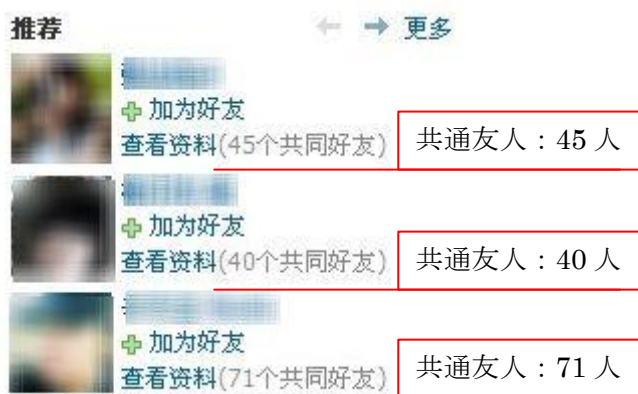 推荐
更多
加为好友
查看资料(45个共同好友)
共通友人：45 人
加为好友
查看资料(40个共同好友)
共通友人：40 人
加为好友
查看资料(71个共同好友)
共通友人：71 人